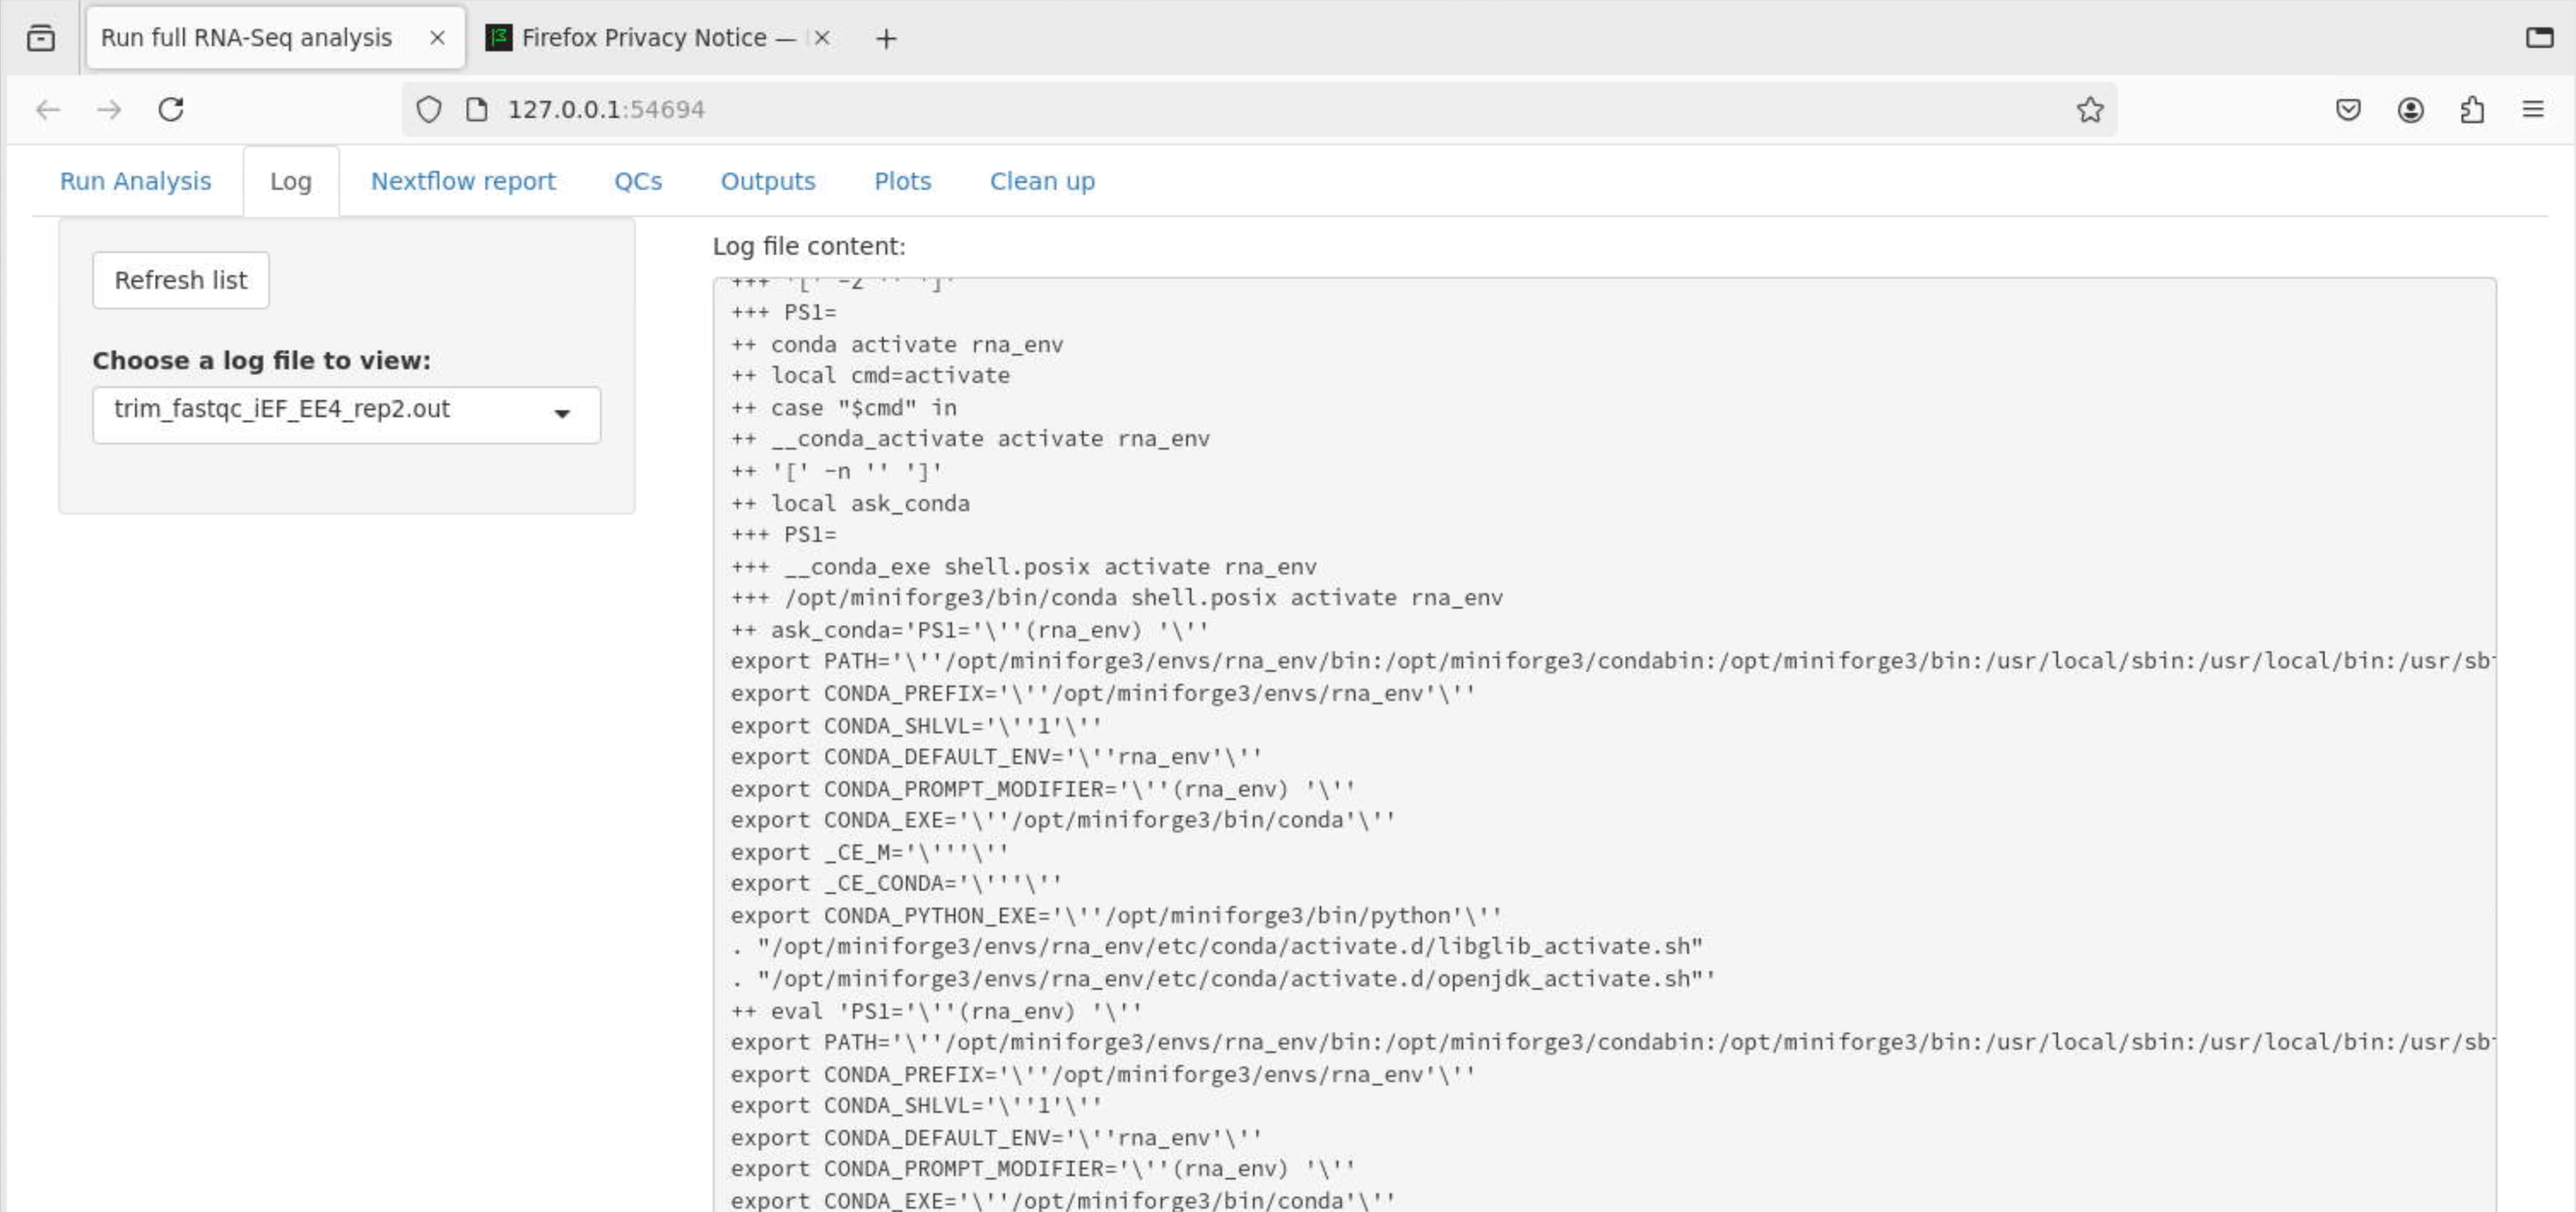 Run full RNA-Seq analysis
Firefox Privacy Notice —
127.0.0.1:54694
Run Analysis Log Nextflow report QCs Outputs Plots Clean up
Refresh list
Choose a log file to view:
trim_fastqc_iEF_EE4_rep2.out
Log file content:
+++ '[' -z '' ']'
+++ PS1=
++ conda activate rna_env
++ local cmd=activate
++ case "$cmd" in
++ __conda_activate activate rna_env
++ '[' -n '' ']'
++ local ask_conda
+++ PS1=
+++ __conda_exe shell.posix activate rna_env
+++ /opt/miniforge3/bin/conda shell.posix activate rna_env
++ ask_conda='PS1='\''(rna_env) '\''
export PATH='\''/opt/miniforge3/envs/rna_env/bin:/opt/miniforge3/condabin:/opt/miniforge3/bin:/usr/local/sbin:/usr/local/bin:/usr/sb
export CONDA_PREFIX='\''/opt/miniforge3/envs/rna_env'\''
export CONDA_SHLVL='\''1'\''
export CONDA_DEFAULT_ENV='\''rna_env'\''
export CONDA_PROMPT_MODIFIER='\''(rna_env) '\''
export CONDA_EXE='\''/opt/miniforge3/bin/conda'\''
export _CE_M='\'''\''
export _CE_CONDA='\'''\''
export CONDA_PYTHON_EXE='\''/opt/miniforge3/bin/python'\''
. "/opt/miniforge3/envs/rna_env/etc/conda/activate.d/libglib_activate.sh"
. "/opt/miniforge3/envs/rna_env/etc/conda/activate.d/openjdk_activate.sh"'
++ eval 'PS1='\''(rna_env) '\''
export PATH='\''/opt/miniforge3/envs/rna_env/bin:/opt/miniforge3/condabin:/opt/miniforge3/bin:/usr/local/sbin:/usr/local/bin:/usr/sb
export CONDA_PREFIX='\''/opt/miniforge3/envs/rna_env'\''
export CONDA_SHLVL='\''1'\''
export CONDA_DEFAULT_ENV='\''rna_env'\''
export CONDA_PROMPT_MODIFIER='\''(rna_env) '\''
export CONDA_EXE='\''/opt/miniforge3/bin/conda'\''